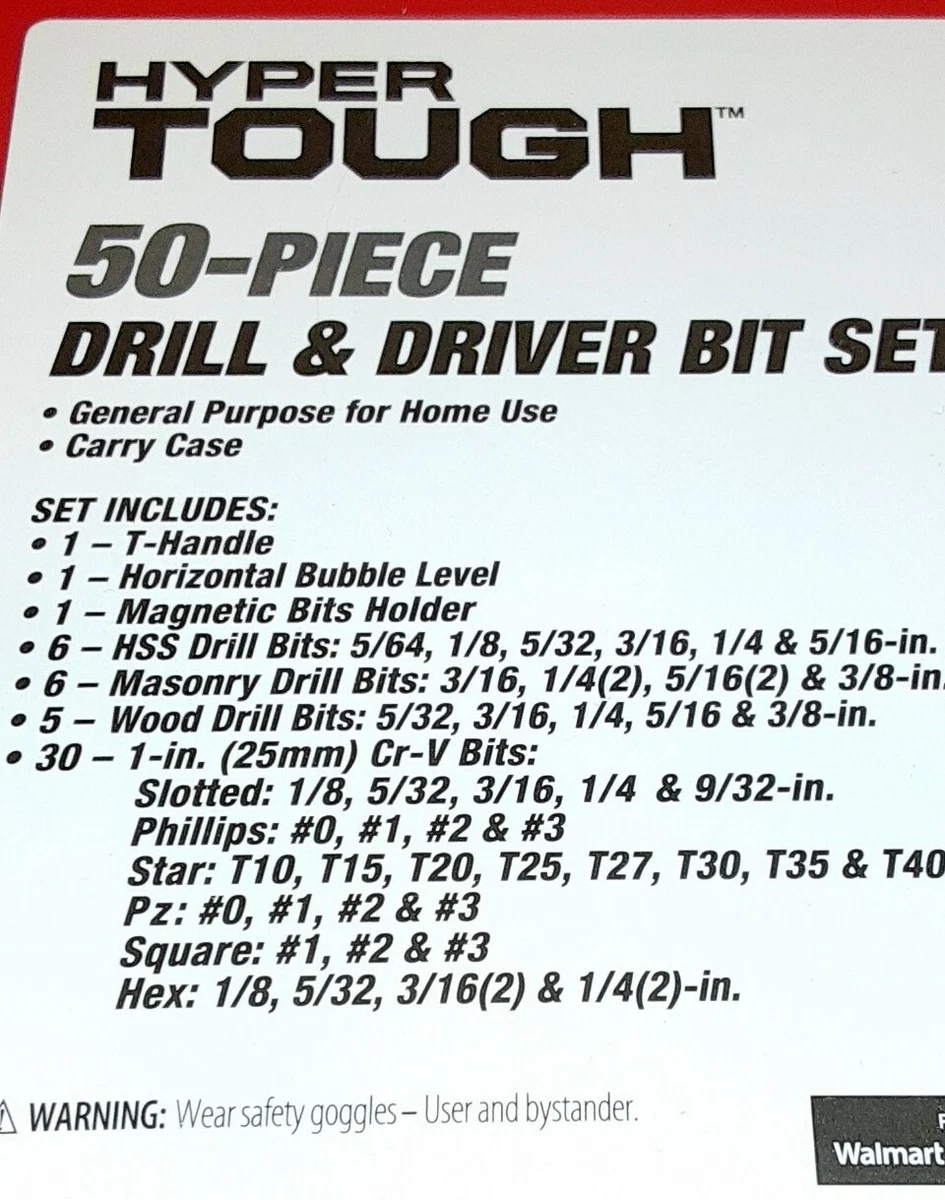 HYPER
TOUGH™
50-PIECE
DRILL & DRIVER BIT SET
• General Purpose for Home Use
• Carry Case
SET INCLUDES:
• 1 – T-Handle
• 1 – Horizontal Bubble Level
• 1 – Magnetic Bits Holder
• 6 – HSS Drill Bits: 5/64, 1/8, 5/32, 3/16, 1/4 & 5/16-in.
• 6 – Masonry Drill Bits: 3/16, 1/4(2), 5/16(2) & 3/8-in.
• 5 – Wood Drill Bits: 5/32, 3/16, 1/4, 5/16 & 3/8-in.
• 30 – 1-in. (25mm) Cr-V Bits:
Slotted: 1/8, 5/32, 3/16, 1/4 & 9/32-in.
Phillips: #0, #1, #2 & #3
Star: T10, T15, T20, T25, T27, T30, T35 & T40
Pz: #0, #1, #2 & #3
Square: #1, #2 & #3
Hex: 1/8, 5/32, 3/16(2) & 1/4(2)-in.
⚠ WARNING: Wear safety goggles – User and bystander.
Walmart